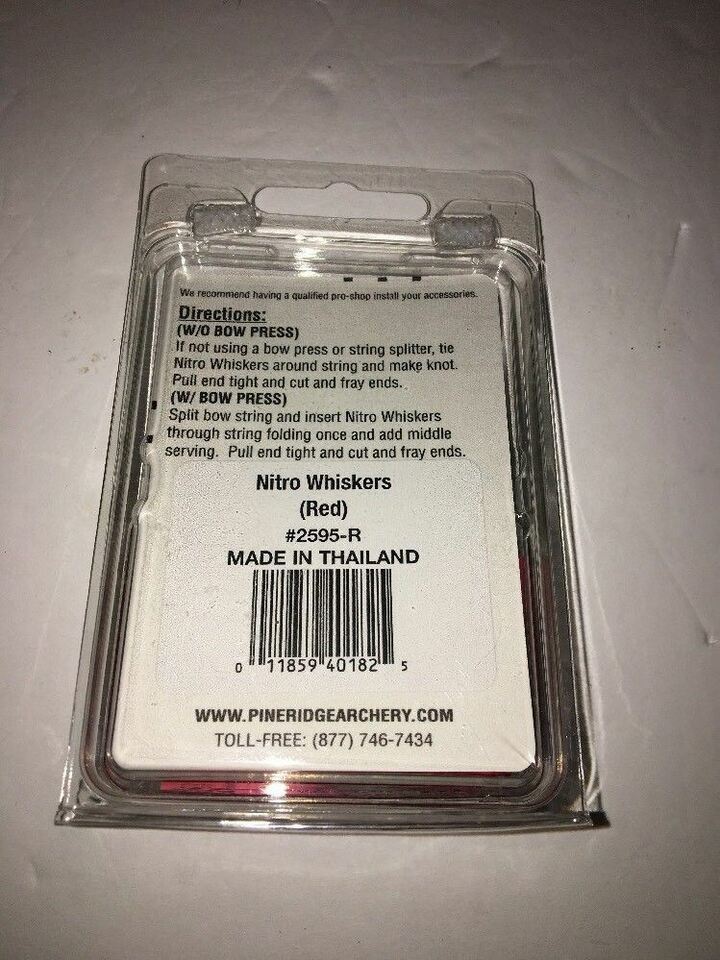 We recommend having a qualified pro-shop install your accessories.
Directions:
(W/O BOW PRESS)
If not using a bow press or string splitter, tie
Nitro Whiskers around string and make knot.
Pull end tight and cut and fray ends.
(W/ BOW PRESS)
Split bow string and insert Nitro Whiskers
through string folding once and add middle
serving. Pull end tight and cut and fray ends.
Nitro Whiskers
(Red)
#2595-R
MADE IN THAILAND
0 11859 40182 5
WWW.PINERIDGEARCHERY.COM
TOLL-FREE: (877) 746-7434